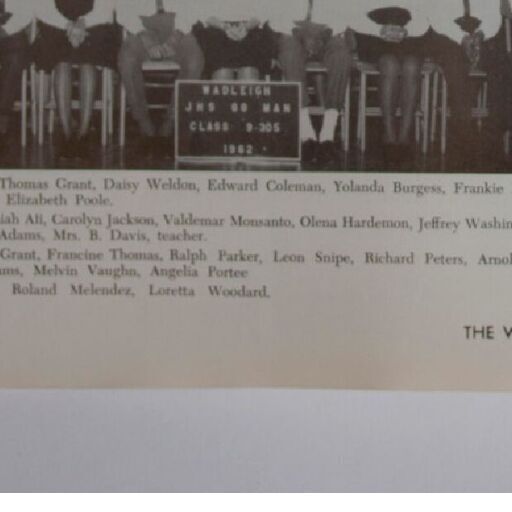 WADLEIGH
JHS 88 MAN
CLASS 9-305
1962
Thomas Grant, Daisy Weldon, Edward Coleman, Yolanda Burgess, Frankie
Elizabeth Poole.
iah Ali, Carolyn Jackson, Valdemar Monsanto, Olena Hardemon, Jeffrey Washin
Adams, Mrs. B. Davis, teacher.
Grant, Francine Thomas, Ralph Parker, Leon Snipe, Richard Peters, Arnol
ms, Melvin Vaughn, Angelia Portee
Roland Melendez, Loretta Woodard.
THE W